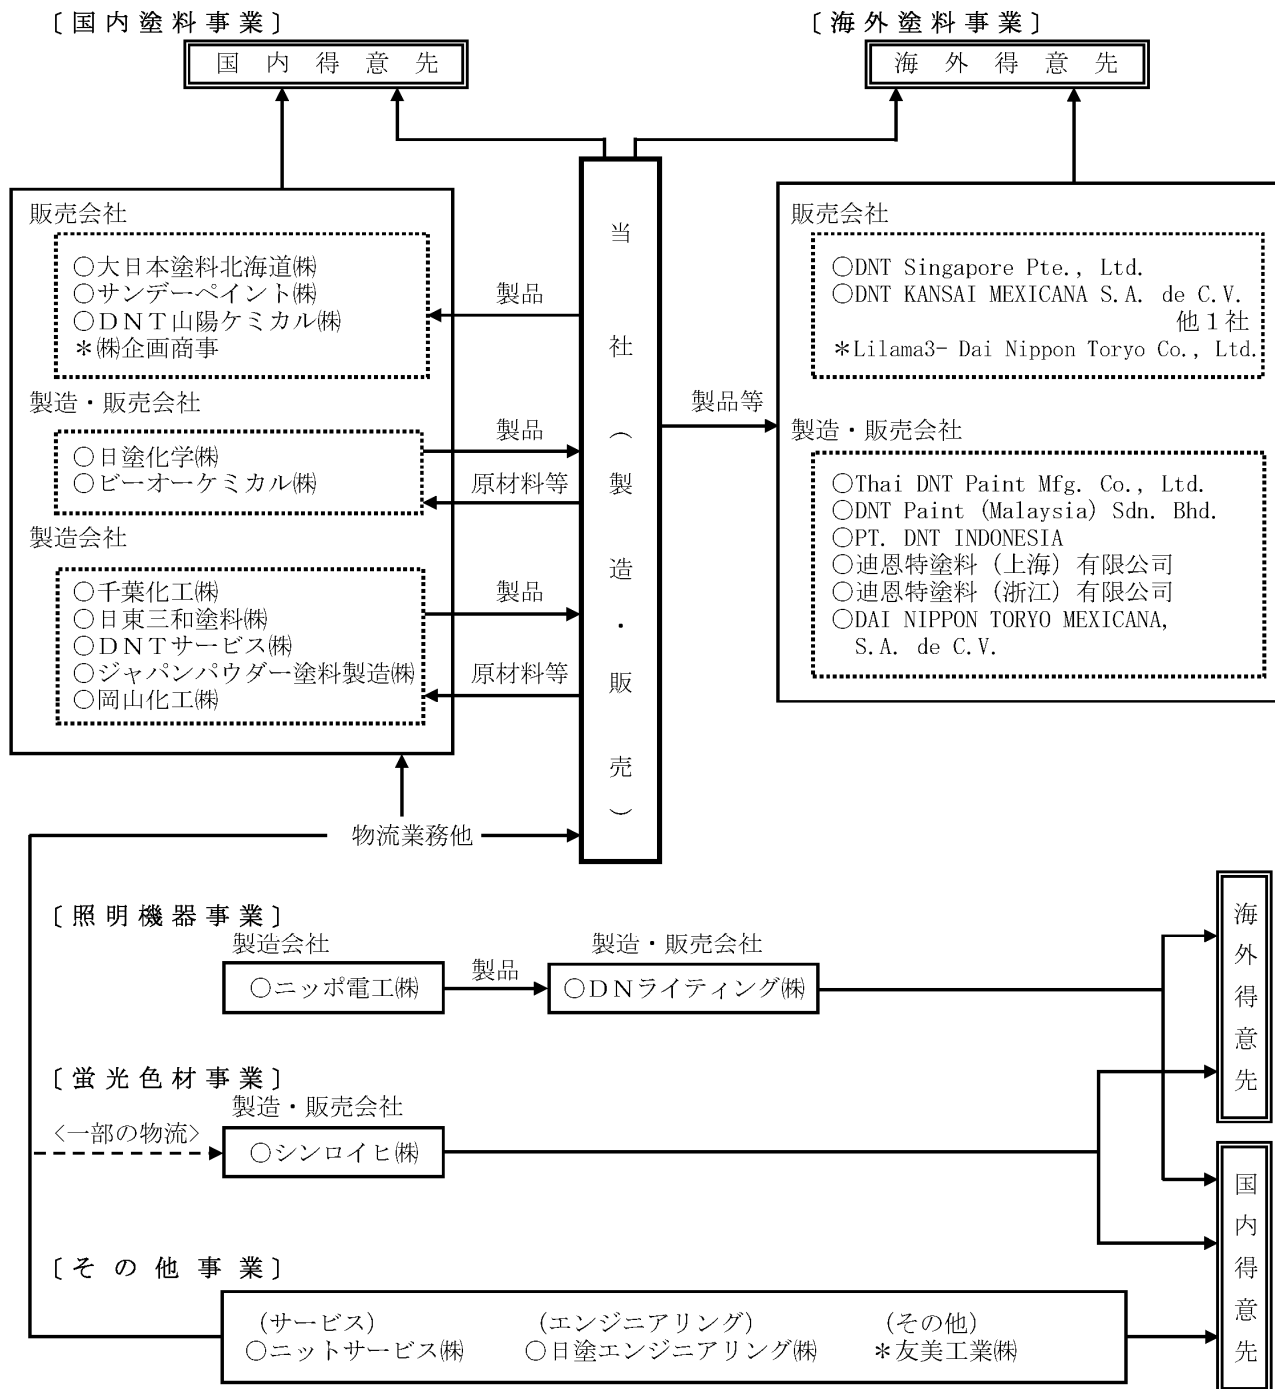 〔国内塗料事業〕
〔海外塗料事業〕
国内得意先
海外得意先
販売会社
○大日本塗料北海道㈱
○サンデーペイント㈱
○ＤＮＴ山陽ケミカル㈱
＊㈱企画商事
製造・販売会社
○日塗化学㈱
○ビーオーケミカル㈱
製造会社
○千葉化工㈱
○日東三和塗料㈱
○ＤＮＴサービス㈱
○ジャパンパウダー塗料製造㈱
○岡山化工㈱
製品
製品
原材料等
製品
原材料等
当社（製造・販売）
製品等
販売会社
○DNT Singapore Pte., Ltd.
○DNT KANSAI MEXICANA S.A. de C.V.
他１社
＊Lilama3- Dai Nippon Toryo Co., Ltd.
製造・販売会社
○Thai DNT Paint Mfg. Co., Ltd.
○DNT Paint (Malaysia) Sdn. Bhd.
○PT. DNT INDONESIA
○迪恩特塗料（上海）有限公司
○迪恩特塗料（浙江）有限公司
○DAI NIPPON TORYO MEXICANA,
S.A. de C.V.
物流業務他
〔照明機器事業〕
製造会社
○ニッポ電工㈱
製品
製造・販売会社
○ＤＮライティング㈱
海外得意先
〔蛍光色材事業〕
製造・販売会社
<一部の物流>
○シンロイヒ㈱
国内得意先
〔その他事業〕
(サービス) (エンジニアリング) (その他)
○ニットサービス㈱ ○日塗エンジニアリング㈱ ＊友美工業㈱